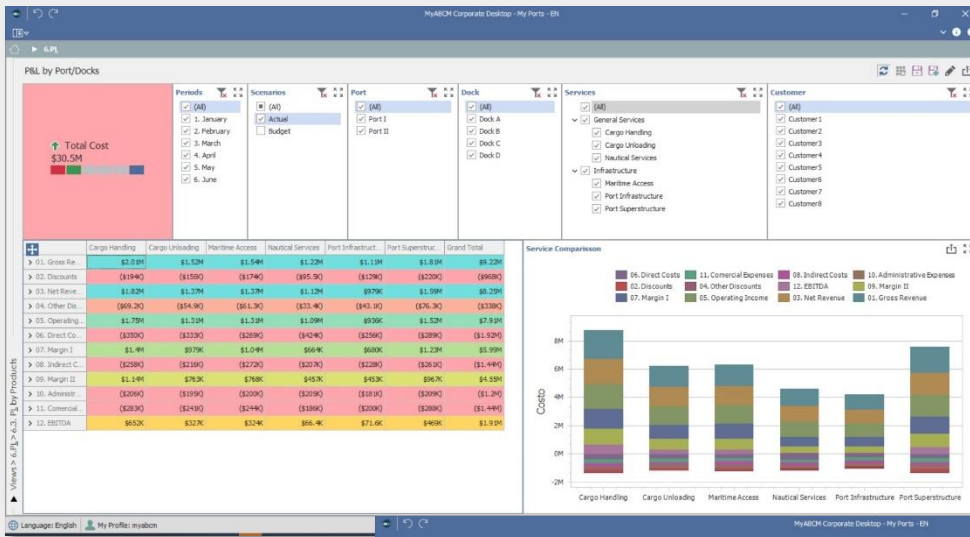 MyABCM Corporate Desktop - My Ports - EN
6.PL
P&L by Port/Docks
Total Cost
$30.5M
Periods
(All)
1. January
2. February
3. March
4. April
5. May
6. June
Scenarios
(All)
Actual
Budget
Port
(All)
Port I
Port II
Dock
(All)
Dock A
Dock B
Dock C
Dock D
Services
(All)
General Services
Cargo Handing
Cargo Unloading
Nautical Services
Infrastructure
Maritime Access
Port Infrastructure
Port Superstructure
Customer
(All)
Customer1
Customer2
Customer3
Customer4
Customer5
Customer6
Customer7
Customer8
Cargo Handling Cargo Unloading Maritime Access Nautical Services Port Infrastruct... Port Superstruc... Grand Total
01. Gross Re... $2.01M $1.52M $1.54M $1.22M $1.11M $1.81M $9.22M
02. Discounts ($194K) ($156K) ($174K) ($95.5K) ($129K) ($220K) ($968K)
03. Net Reve... $1.82M $1.37M $1.37M $1.12M $979K $1.59M $8.25M
04. Other Dis... ($69.2K) ($54.9K) ($61.3K) ($33.4K) ($43.1K) ($76.3K) ($338K)
05. Operating... $1.75M $1.31M $1.31M $1.09M $936K $1.52M $7.91M
06. Direct Co... ($350K) ($333K) ($269K) ($424K) ($256K) ($289K) ($1.92M)
07. Margin I $1.4M $979K $1.04M $664K $680K $1.23M $5.99M
08. Indirect C... ($258K) ($216K) ($272K) ($207K) ($228K) ($261K) ($1.44M)
09. Margin II $1.14M $763K $768K $457K $453K $967K $4.55M
10. Administr... ($206K) ($195K) ($200K) ($205K) ($181K) ($209K) ($1.2M)
11. Comercial... ($283K) ($241K) ($244K) ($186K) ($200K) ($288K) ($1.44M)
12. EBITDA $652K $327K $324K $66.4K $71.6K $469K $1.91M
Service Comparisson
06. Direct Costs 11. Comercial Expenses 08. Indirect Costs 10. Administrative Expenses
02. Discounts 04. Other Discounts 12. EBITDA 09. Margin II
07. Margin I 05. Operating Income 03. Net Revenue 01. Gross Revenue
Costo
8M
6M
4M
2M
0M
-2M
Cargo Handling Cargo Unloading Maritime Access Nautical Services Port Infrastructure Port Superstructure
Views > 6.PL > 6.3. PL by Products
Language: English My Profile: myabcm
MyABCM Corporate Desktop - My Ports - EN